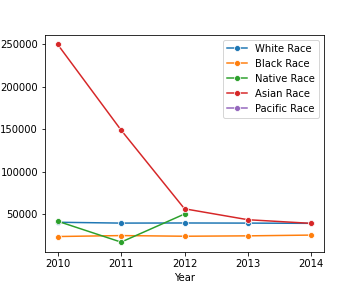 250000
200000
150000
100000
50000
White Race
Black Race
Native Race
Asian Race
Pacific Race
2010 2011 2012 2013 2014
Year